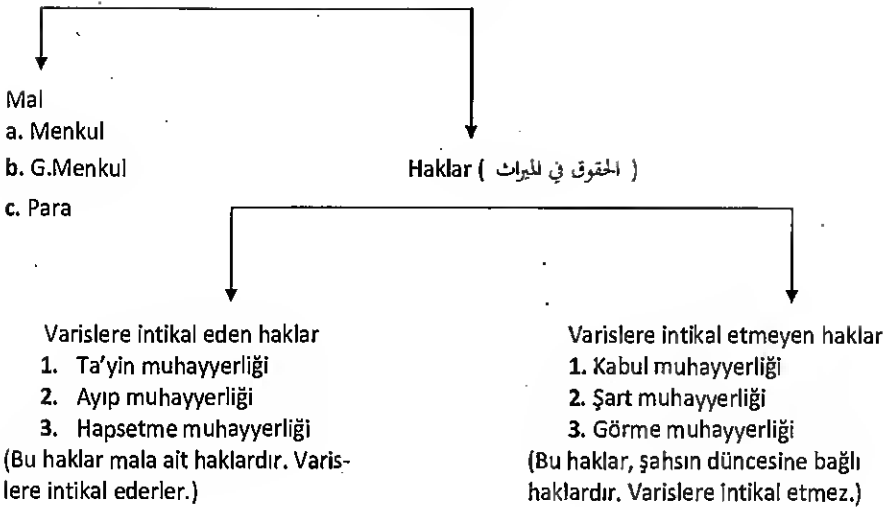 Mal
a. Menkul
b. G.Menkul
c. Para
Haklar ( الحقوق في الميراث )
Varislere intikal eden haklar
1. Ta'yin muhayyerliği
2. Ayıp muhayyerliği
3. Hapsetme muhayyerliği
(Bu haklar mala ait haklardır. Varis-
lere intikal ederler.)
Varislere intikal etmeyen haklar
1. Kabul muhayyerliği
2. Şart muhayyerliği
3. Görme muhayyerliği
(Bu haklar, şahsın düncesine bağlı
haklardır. Varislere intikal etmez.)